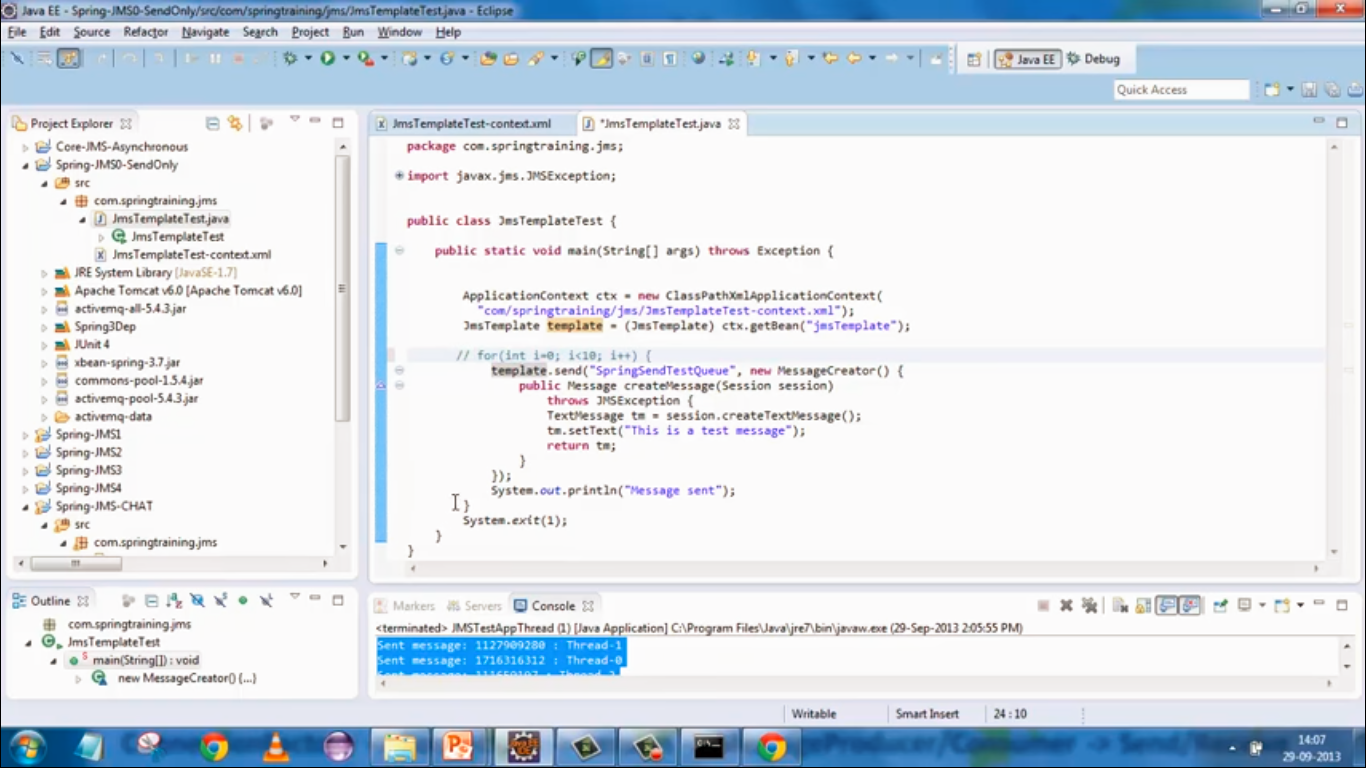 Java EE - Spring-JMS0-SendOnly/src/com/springtraining/jms/JmsTemplateTest.java - Eclipse
File Edit Source Refactor Navigate Search Project Run Window Help
Java EE Debug
Quick Access
Project Explorer
Core-JMS-Asynchronous
Spring-JMS0-SendOnly
src
com.springtraining.jms
JmsTemplateTest.java
JmsTemplateTest
JmsTemplateTest-context.xml
JRE System Library [JavaSE-1.7]
Apache Tomcat v6.0 [Apache Tomcat v6.0]
activemq-all-5.4.3.jar
Spring3Dep
JUnit 4
xbean-spring-3.7.jar
commons-pool-1.5.4.jar
activemq-pool-5.4.3.jar
activemq-data
Spring-JMS1
Spring-JMS2
Spring-JMS3
Spring-JMS4
Spring-JMS-CHAT
src
com.springtraining.jms
JmsTemplateTest-context.xml *JmsTemplateTest.java
package com.springtraining.jms;
import javax.jms.JMSException;
public class JmsTemplateTest {
public static void main(String[] args) throws Exception {
ApplicationContext ctx = new ClassPathXmlApplicationContext(
"com/springtraining/jms/JmsTemplateTest-context.xml");
JmsTemplate template = (JmsTemplate) ctx.getBean("jmsTemplate");
// for(int i=0; i<10; i++) {
template.send("SpringSendTestQueue", new MessageCreator() {
public Message createMessage(Session session)
throws JMSException {
TextMessage tm = session.createTextMessage();
tm.setText("This is a test message");
return tm;
}
});
System.out.println("Message sent");
}
System.exit(1);
}
}
Outline
com.springtraining.jms
JmsTemplateTest
main(String[]) : void
new MessageCreator() {...}
Markers Servers Console
<terminated> JMSTestAppThread (1) [Java Application] C:\Program Files\Java\jre7\bin\javaw.exe (29-Sep-2013 2:05:55 PM)
Sent message: 1127909280 : Thread-1
Sent message: 1716316312 : Thread-0
Writable Smart Insert 24 : 10
14:07
29-09-2013